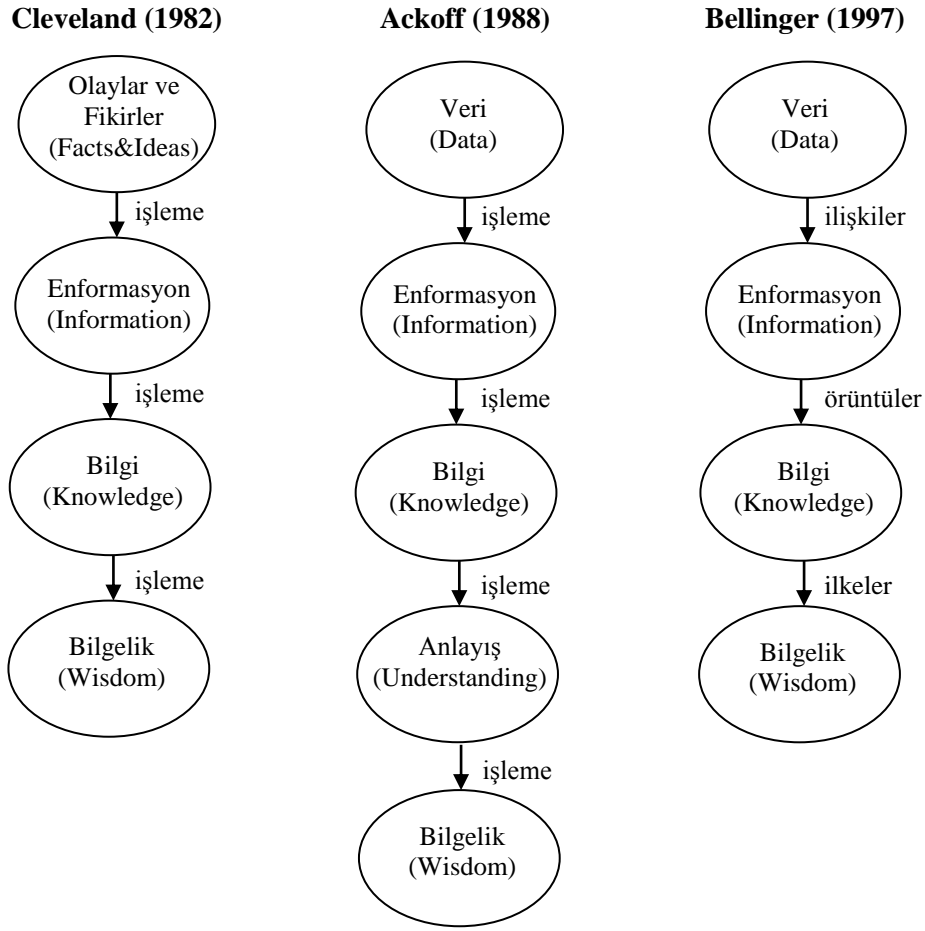 Cleveland (1982)
Olaylar ve
Fikirler
(Facts&Ideas)
işleme
Enformasyon
(Information)
işleme
Bilgi
(Knowledge)
işleme
Bilgelik
(Wisdom)
Ackoff (1988)
Veri
(Data)
işleme
Enformasyon
(Information)
işleme
Bilgi
(Knowledge)
işleme
Anlayış
(Understanding)
işleme
Bilgelik
(Wisdom)
Bellinger (1997)
Veri
(Data)
ilişkiler
Enformasyon
(Information)
örüntüler
Bilgi
(Knowledge)
ilkeler
Bilgelik
(Wisdom)